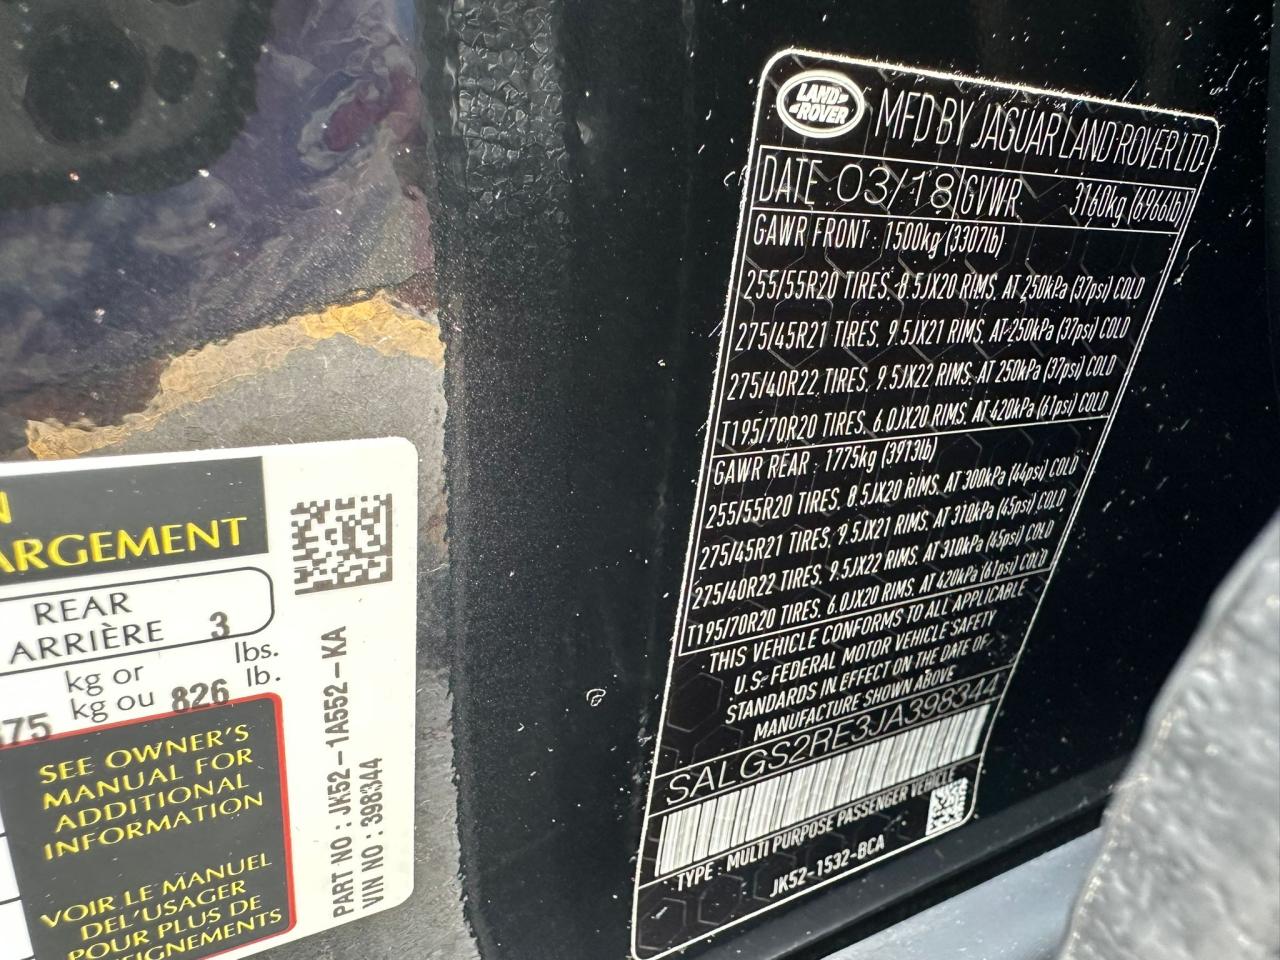 LAND ROVER
MFD BY JAGUAR LAND ROVER LTD
DATE 03/18 GVWR 3160kg (6966lb)
GAWR FRONT : 1500kg (3307lb)
255/55R20 TIRES, 8.5JX20 RIMS, AT 250kPa (37psi) COLD
275/45R21 TIRES, 9.5JX21 RIMS, AT 250kPa (37psi) COLD
275/40R22 TIRES, 9.5JX22 RIMS, AT 250kPa (37psi) COLD
T195/70R20 TIRES, 6.0JX20 RIMS, AT 420kPa (61psi) COLD
GAWR REAR : 1775kg (3913lb)
255/55R20 TIRES, 8.5JX20 RIMS, AT 300kPa (44psi) COLD
275/45R21 TIRES, 9.5JX21 RIMS, AT 310kPa (45psi) COLD
275/40R22 TIRES, 9.5JX22 RIMS, AT 310kPa (45psi) COLD
T195/70R20 TIRES, 6.0JX20 RIMS, AT 420kPa (61psi) COLD
THIS VEHICLE CONFORMS TO ALL APPLICABLE
U.S. FEDERAL MOTOR VEHICLE SAFETY
STANDARDS IN EFFECT ON THE DATE OF
MANUFACTURE SHOWN ABOVE
SALGS2RE3JA398344
TYPE : MULTI PURPOSE PASSENGER VEHICLE
JK52-1532-BCA
N
ARGEMENT
REAR
ARRIÈRE 3
kg or lbs.
375 kg ou 826 lb.
SEE OWNER'S
MANUAL FOR
ADDITIONAL
INFORMATION
VOIR LE MANUEL
DEL'USAGER
POUR PLUS DE
EIGNEMENTS
PART NO : JK52-1A552-KA
VIN NO : 398344